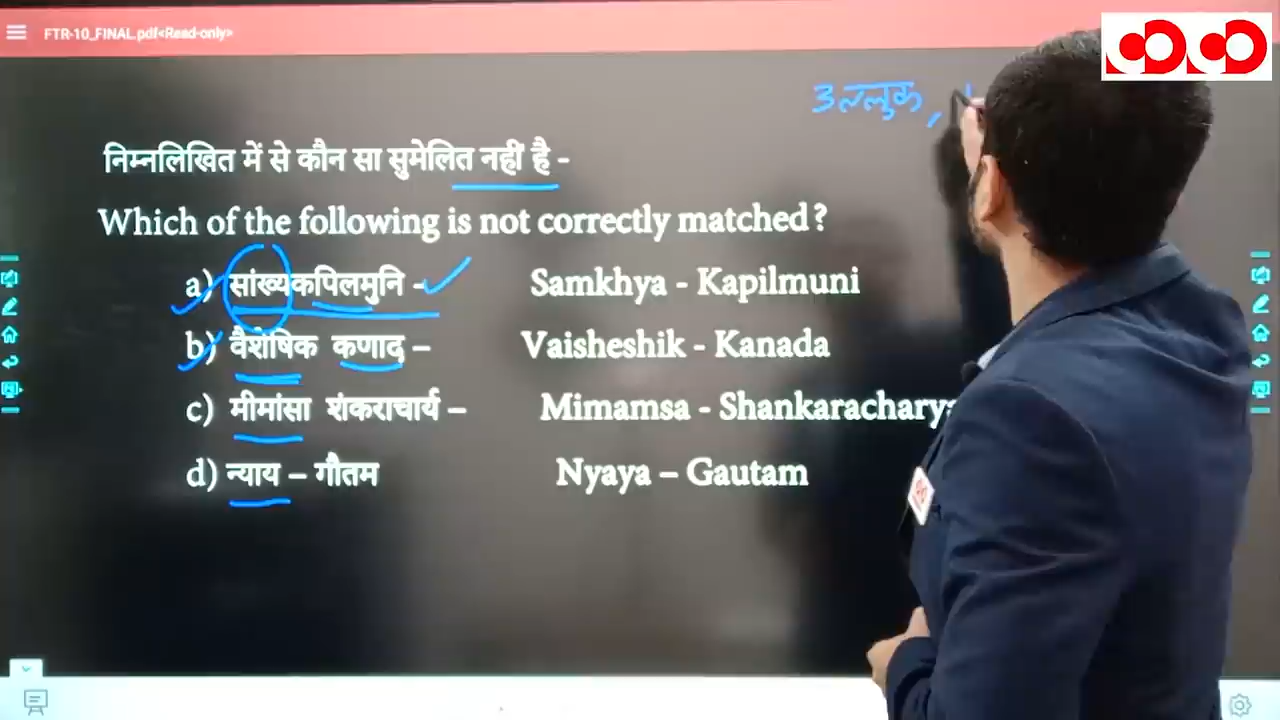 FTR-10_FINAL.pdf<Read-only>
उल्लुक ,
निम्नलिखित में से कौन सा सुमेलित नहीं है -
Which of the following is not correctly matched?
a) सांख्यकपिलमुनि - Samkhya - Kapilmuni
b) वैशेषिक कणाद – Vaisheshik - Kanada
c) मीमांसा शंकराचार्य – Mimamsa - Shankaracharya
d) न्याय – गौतम Nyaya – Gautam